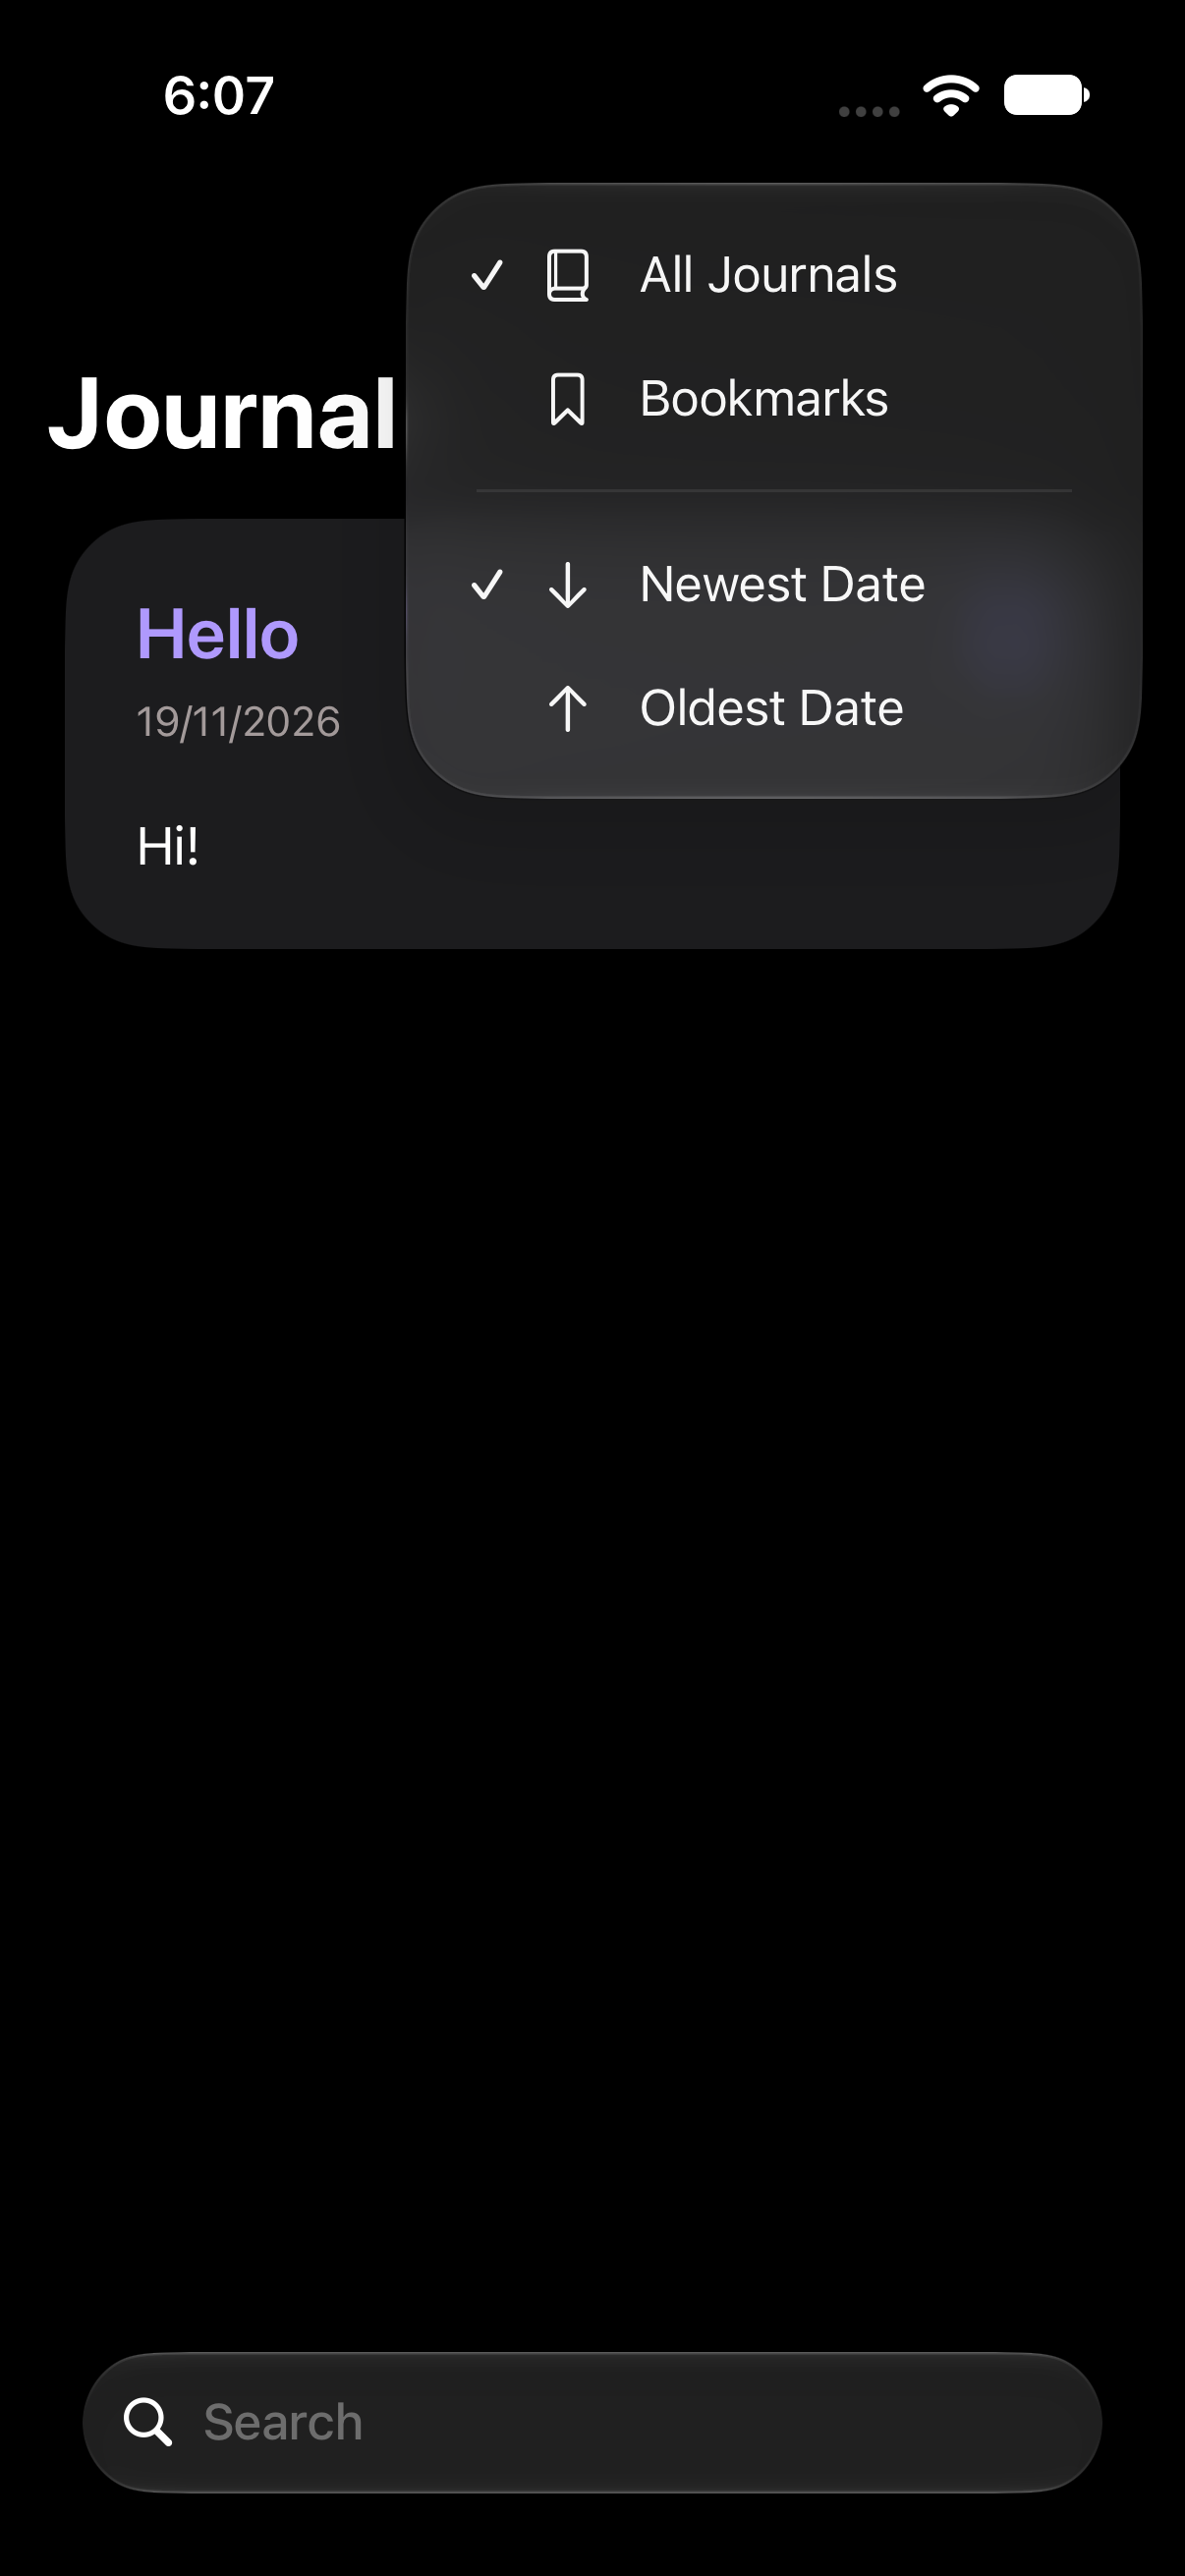 6:07
All Journals
Bookmarks
Journal
Newest Date
Oldest Date
Hello
19/11/2026
Hi!
Search